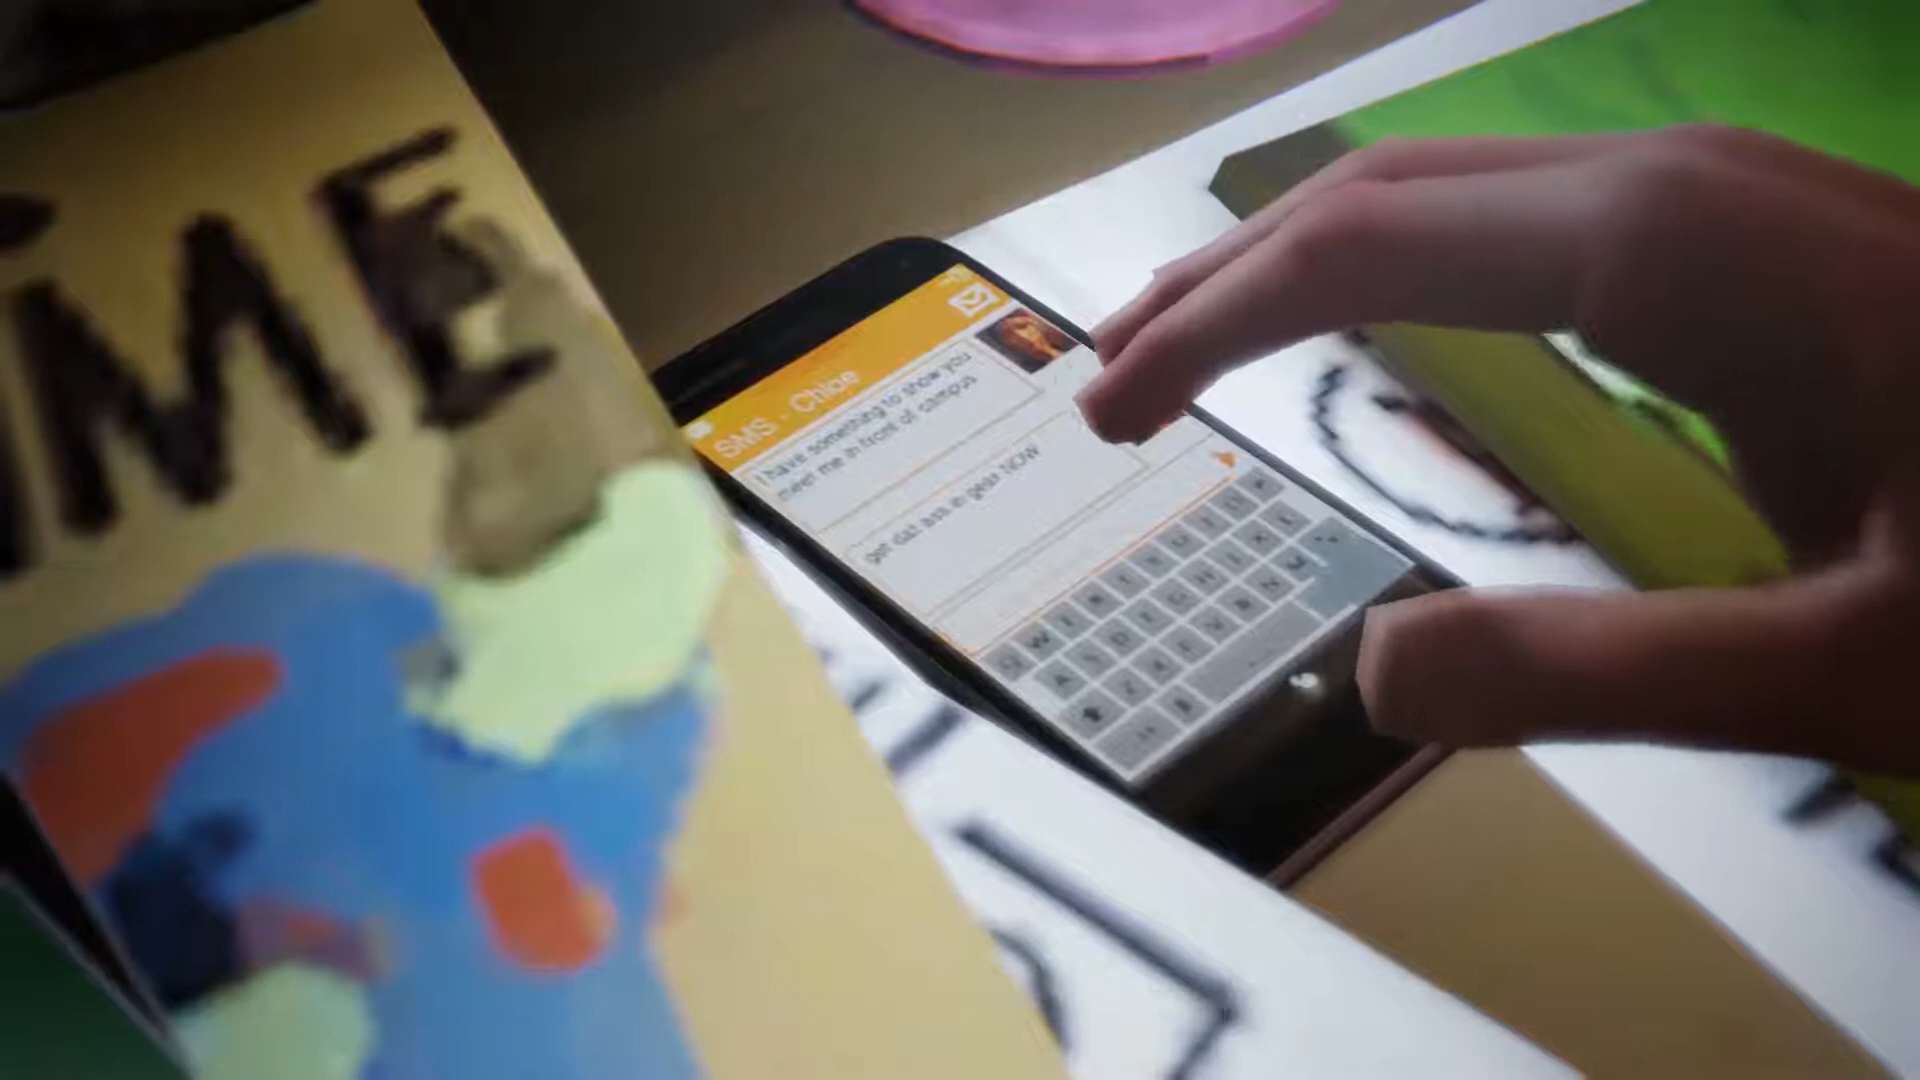 IME
SMS - Chloe
I have something to show you
meet me in front of campus
get dat ass in gear NOW